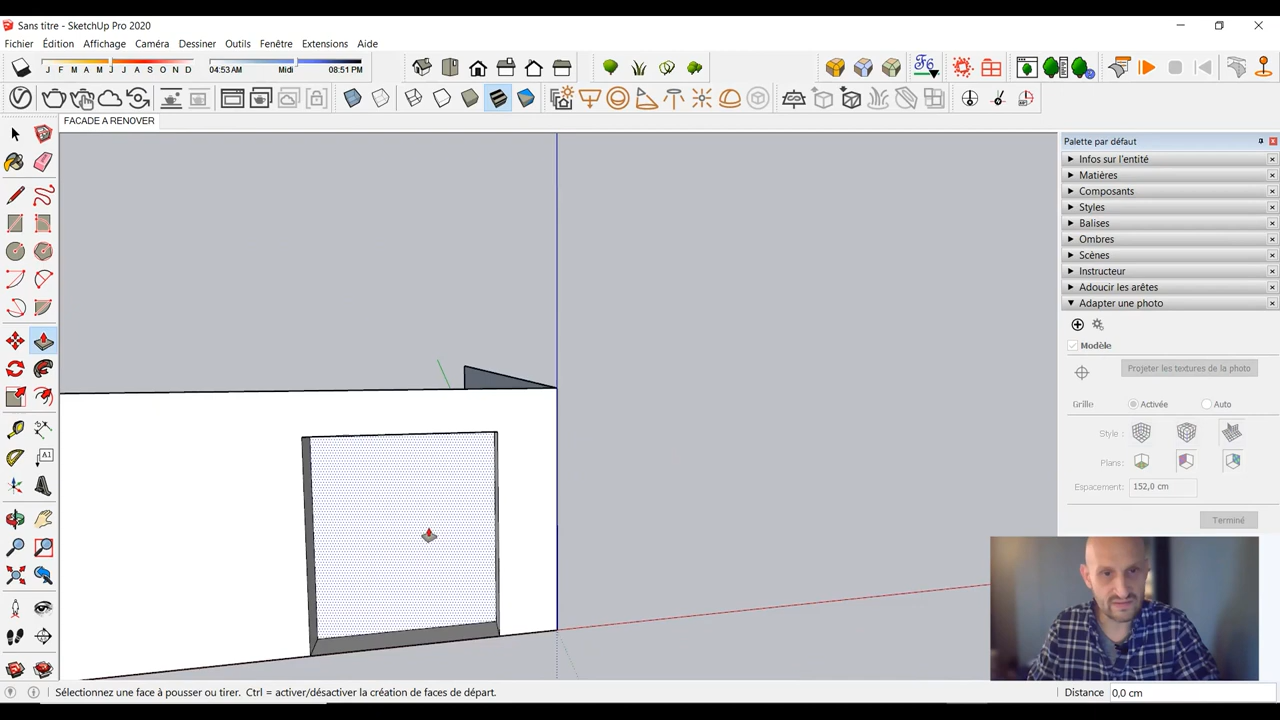 Sans titre - SketchUp Pro 2020
Fichier Édition Affichage Caméra Dessiner Outils Fenêtre Extensions Aide
J F M A M J J A S O N D 04:53 AM Midi 08:51 PM
FACADE A RENOVER
Palette par défaut
Infos sur l'entité
Matières
Composants
Styles
Balises
Ombres
Scènes
Instructeur
Adoucir les arêtes
Adapter une photo
Modèle
Projeter les textures de la photo
Grille Activée Auto
Style :
Plans:
Espacement: 152,0 cm
Terminé
Sélectionnez une face à pousser ou tirer. Ctrl = activer/désactiver la création de faces de départ.
Distance 0,0 cm